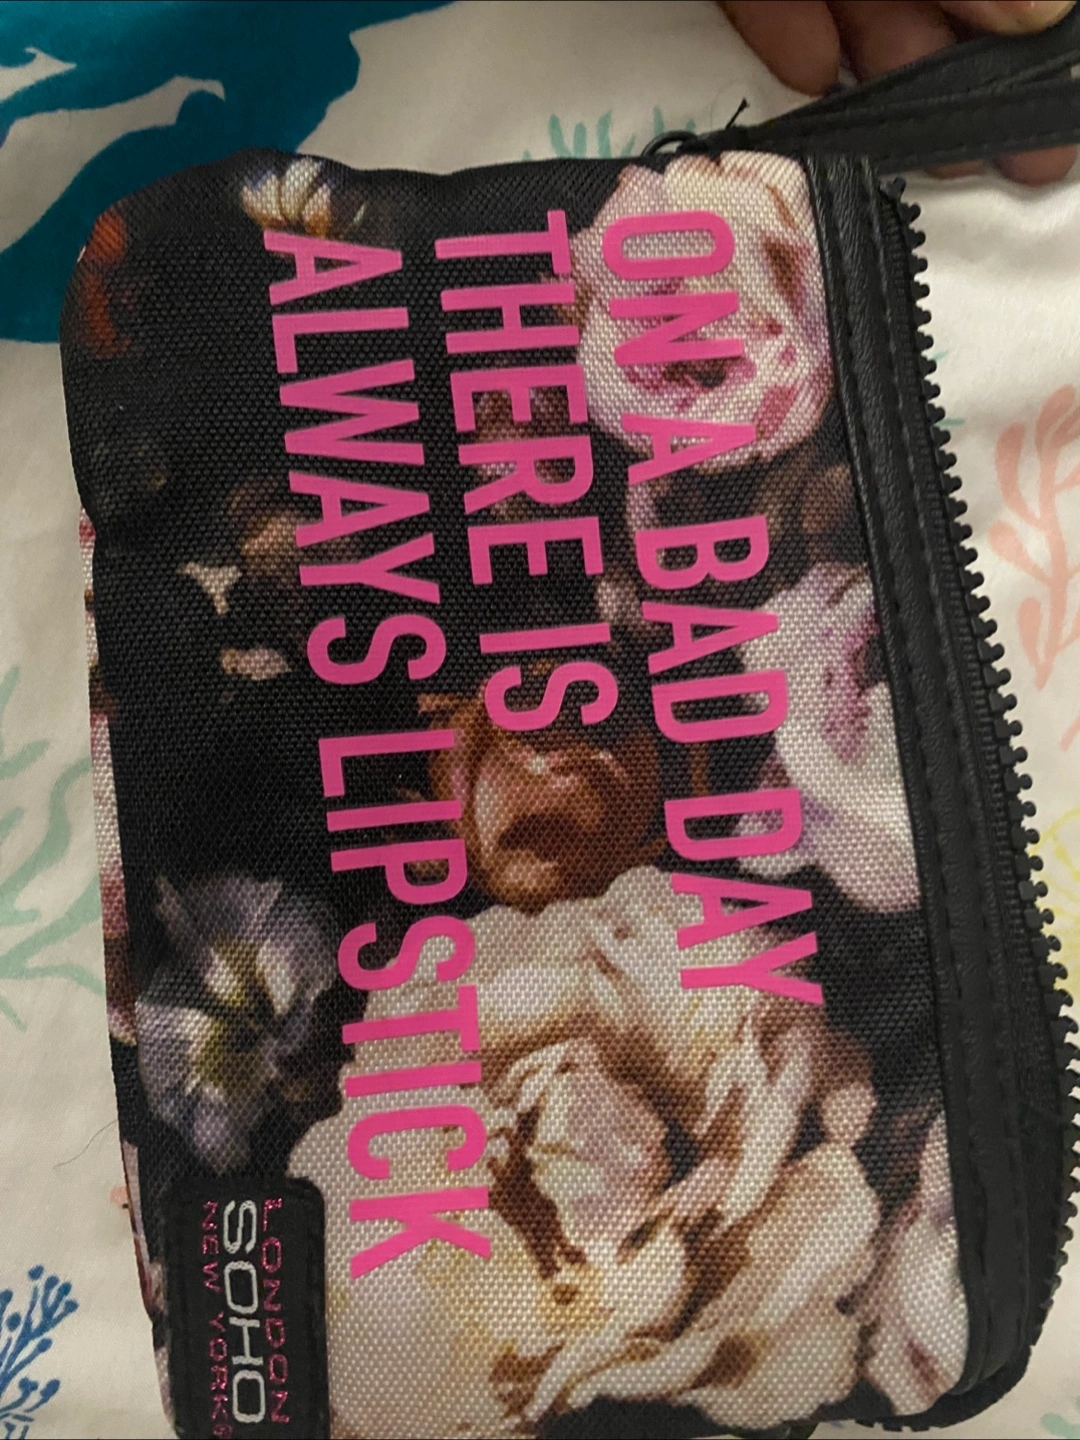 ON A BAD DAY
THERE IS
ALWAYS LIPSTICK
LONDON
SOHO
NEW YORK®